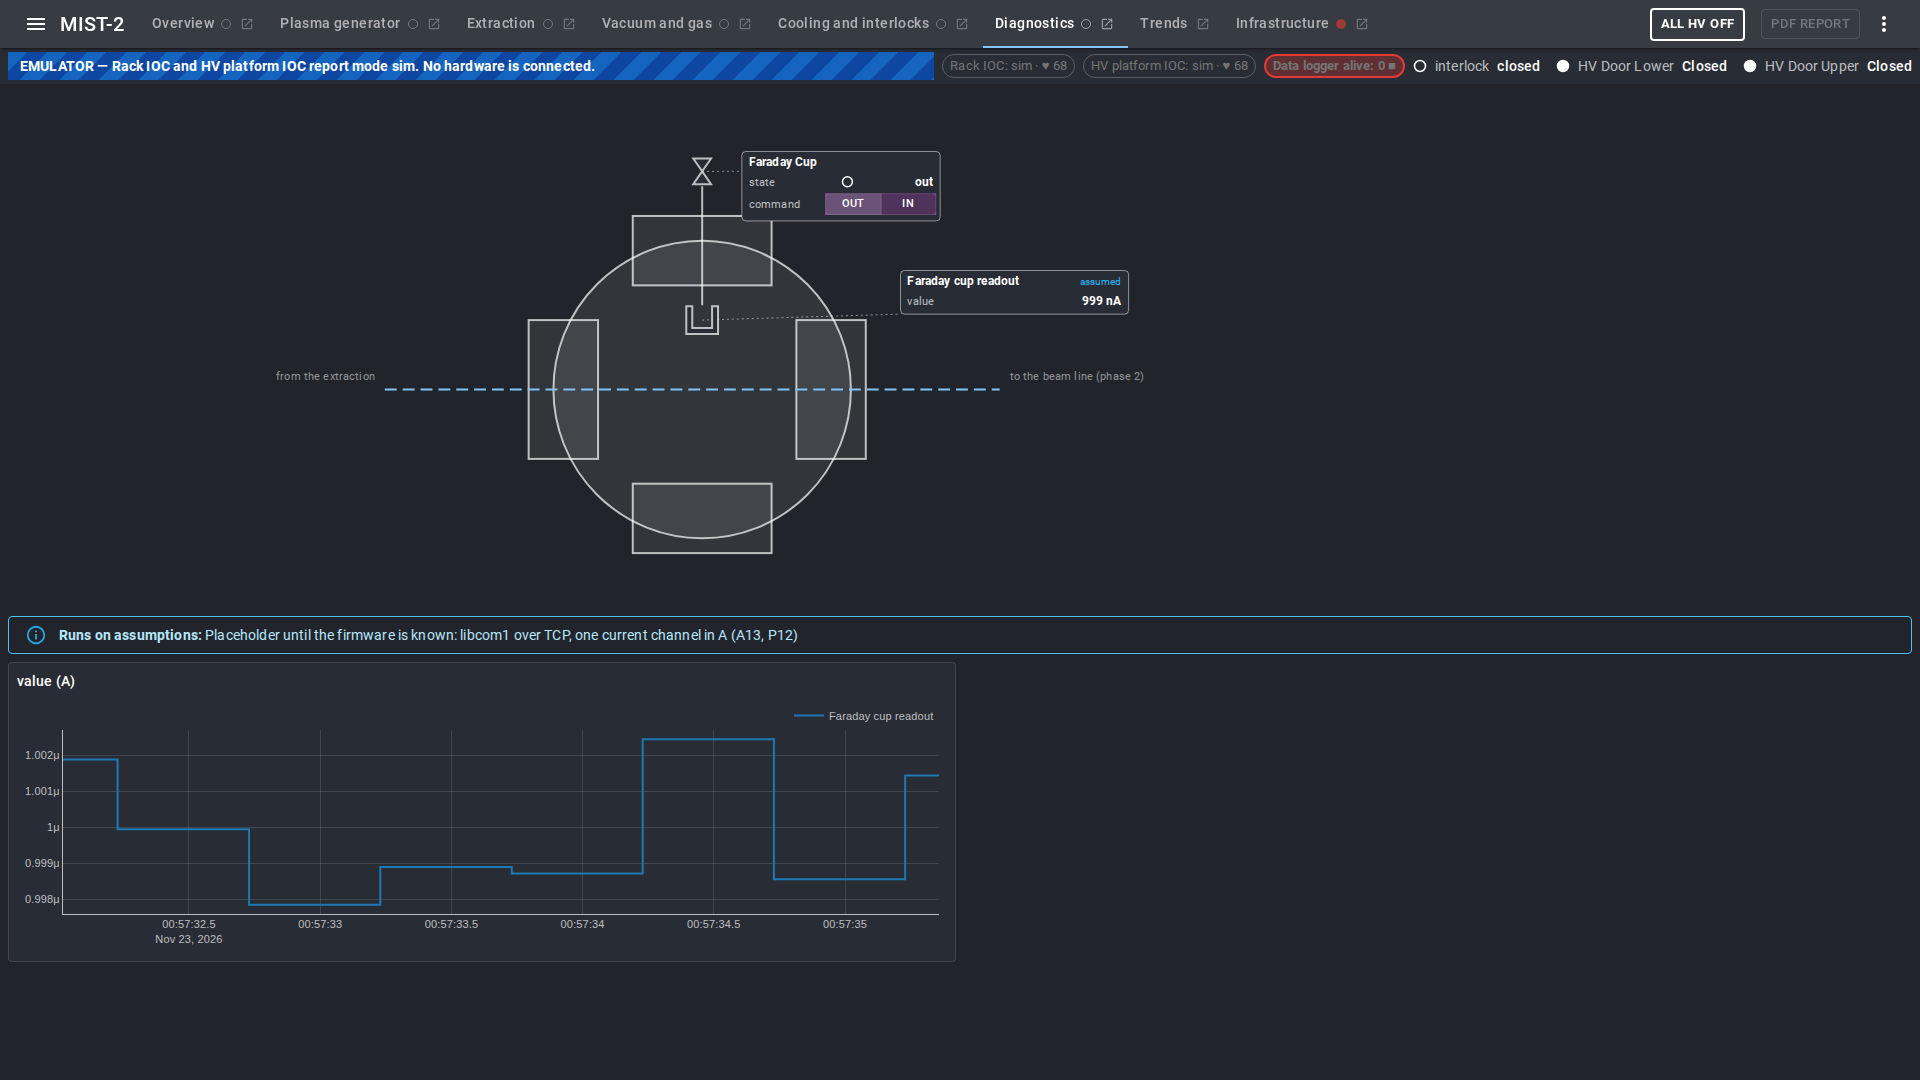 MIST-2 Overview Plasma generator Extraction Vacuum and gas Cooling and interlocks Diagnostics Trends Infrastructure ALL HV OFF PDF REPORT
EMULATOR — Rack IOC and HV platform IOC report mode sim. No hardware is connected. Rack IOC: sim · ♥ 68 HV platform IOC: sim · ♥ 68 Data logger alive: 0 ■ interlock closed HV Door Lower Closed HV Door Upper Closed
Faraday Cup
state out
command OUT IN
Faraday cup readout assumed
value 999 nA
from the extraction to the beam line (phase 2)
Runs on assumptions: Placeholder until the firmware is known: libcom1 over TCP, one current channel in A (A13, P12)
value (A)
Faraday cup readout
1.002μ
1.001μ
1μ
0.999μ
0.998μ
00:57:32.5 00:57:33 00:57:33.5 00:57:34 00:57:34.5 00:57:35
Nov 23, 2026